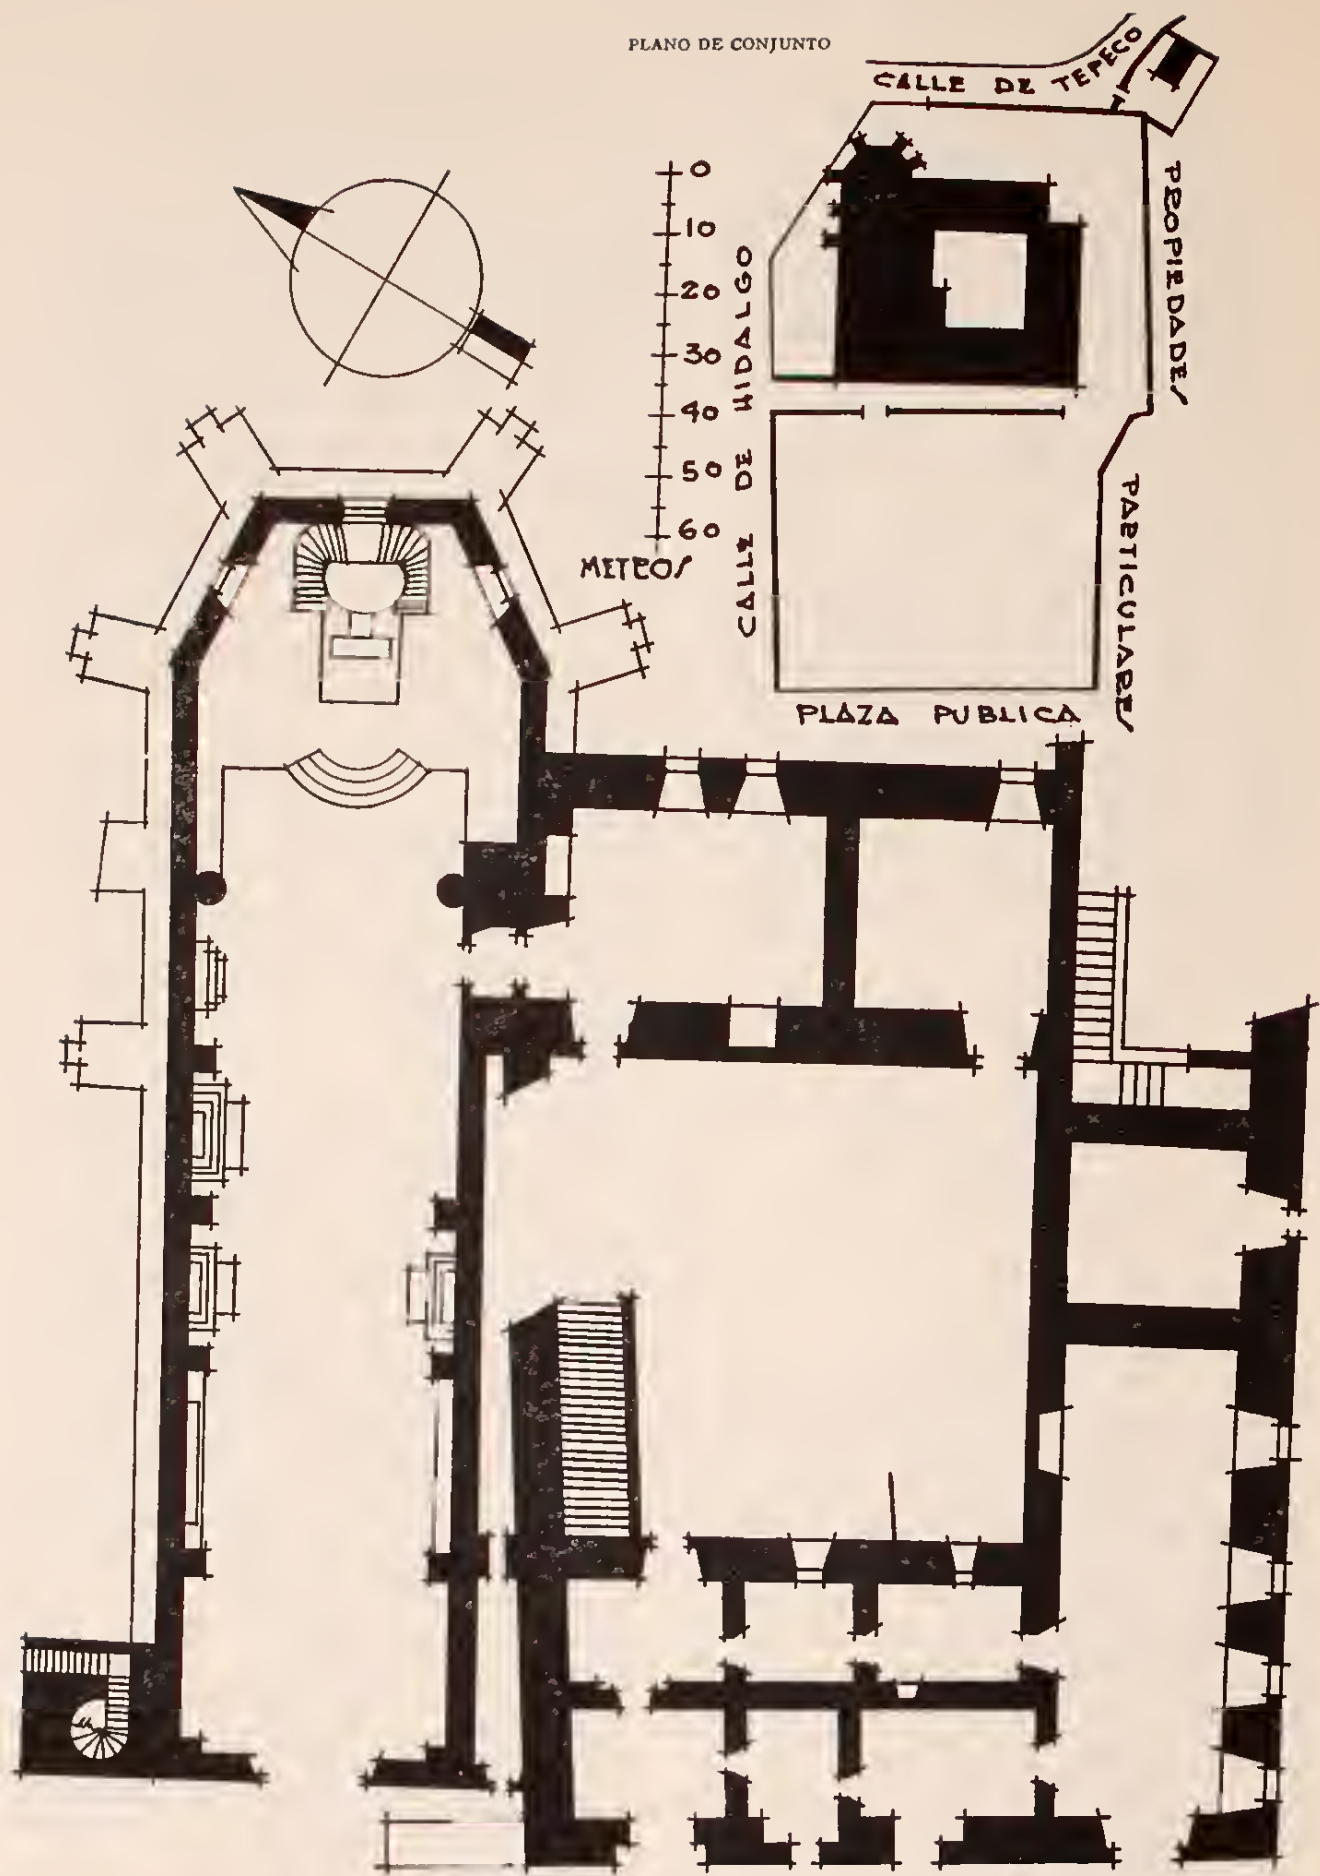 PLANO DE CONJUNTO
CALLE DE TEPECO
0
10
20
30
40
50
60
METROS
CALLE DE HIDALGO
PROPIEDADES
PARTICULARES
PLAZA PUBLICA